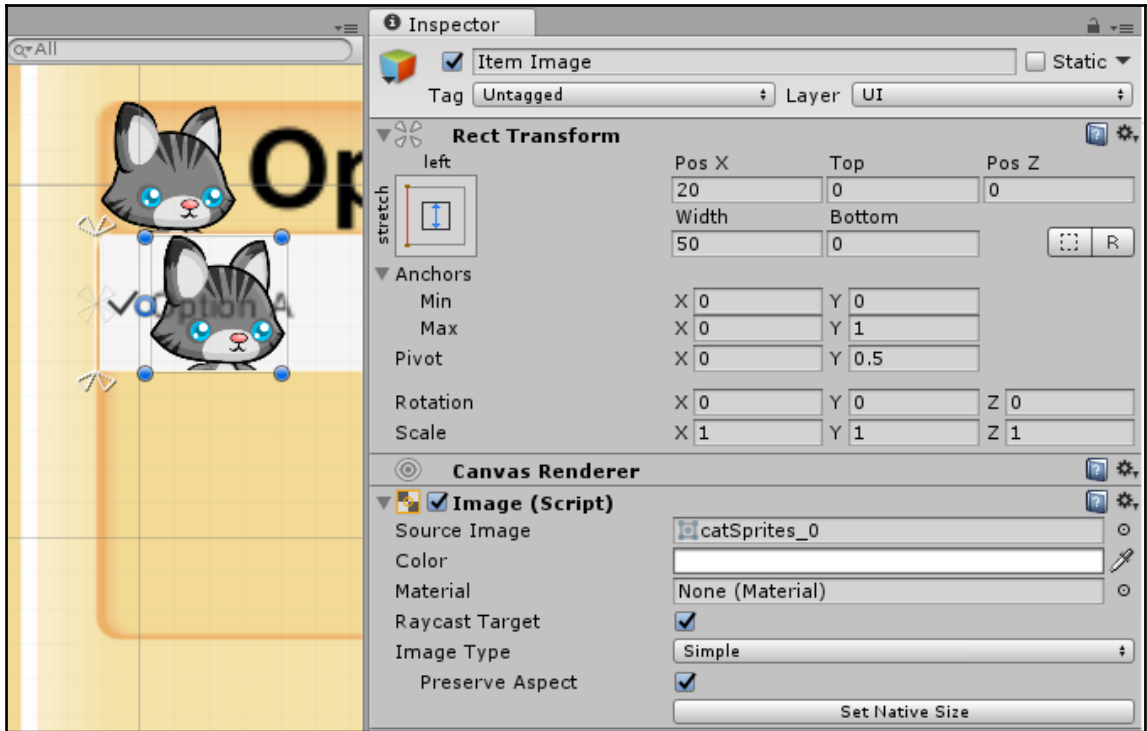 All
Op
Option A
Inspector
Item Image
Static
Tag Untagged Layer UI
Rect Transform
left
stretch
Pos X Top Pos Z
20 0 0
Width Bottom
50 0
R
Anchors
Min X 0 Y 0
Max X 0 Y 1
Pivot X 0 Y 0.5
Rotation X 0 Y 0 Z 0
Scale X 1 Y 1 Z 1
Canvas Renderer
Image (Script)
Source Image catSprites_0
Color
Material None (Material)
Raycast Target
Image Type Simple
Preserve Aspect
Set Native Size